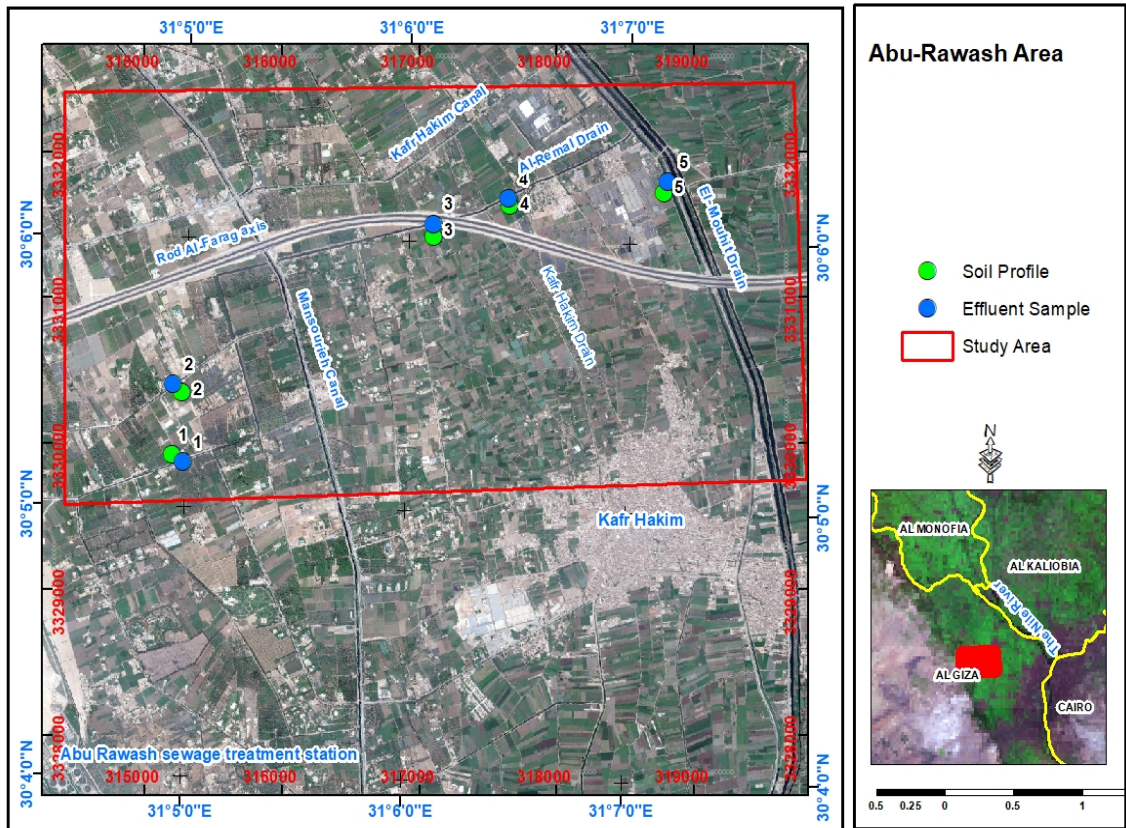 31°5'0"E
31°6'0"E
31°7'0"E
316000
316000
317000
318000
319000
Kafr Hakim Canal
Al-Remal Drain
3332000
3332000
5
5
4
4
3
3
El-Mouhit Drain
Rod Al-Farag axis
30°6'0"N
30°6'0"N
3331000
3331000
Mansourieh Canal
Kafr Hakim Drain
2
2
1
1
3330000
3330000
30°5'0"N
30°5'0"N
Kafr Hakim
3329000
3329000
3328000
3328000
Abu Rawash sewage treatment station
30°4'0"N
30°4'0"N
315000
316000
317000
318000
319000
31°5'0"E
31°6'0"E
31°7'0"E
Abu-Rawash Area
Soil Profile
Effluent Sample
Study Area
N
AL MONOFIA
AL KALIOBIA
The Nile River
AL GIZA
CAIRO
0.5 0.25 0 0.5 1